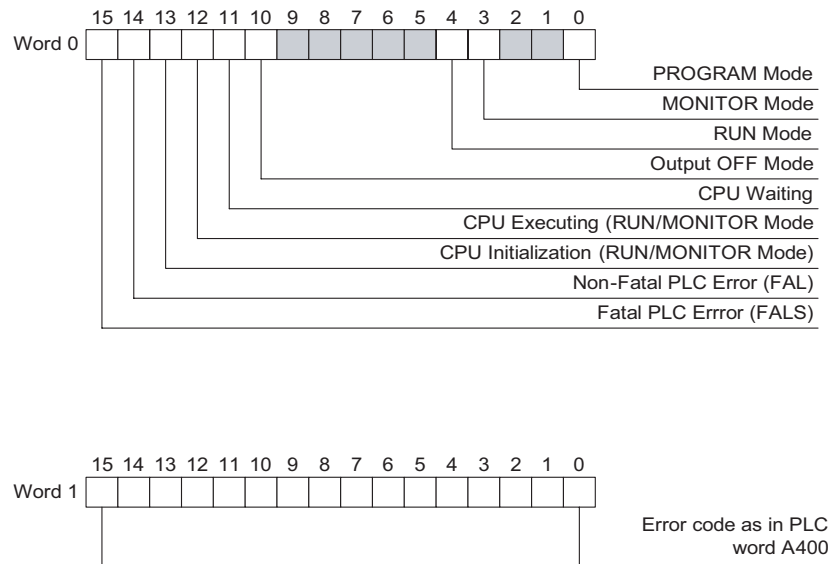 15 14 13 12 11 10 9 8 7 6 5 4 3 2 1 0
Word 0
PROGRAM Mode
MONITOR Mode
RUN Mode
Output OFF Mode
CPU Waiting
CPU Executing (RUN/MONITOR Mode
CPU Initialization (RUN/MONITOR Mode)
Non-Fatal PLC Error (FAL)
Fatal PLC Errror (FALS)
15 14 13 12 11 10 9 8 7 6 5 4 3 2 1 0
Word 1
Error code as in PLC
word A400